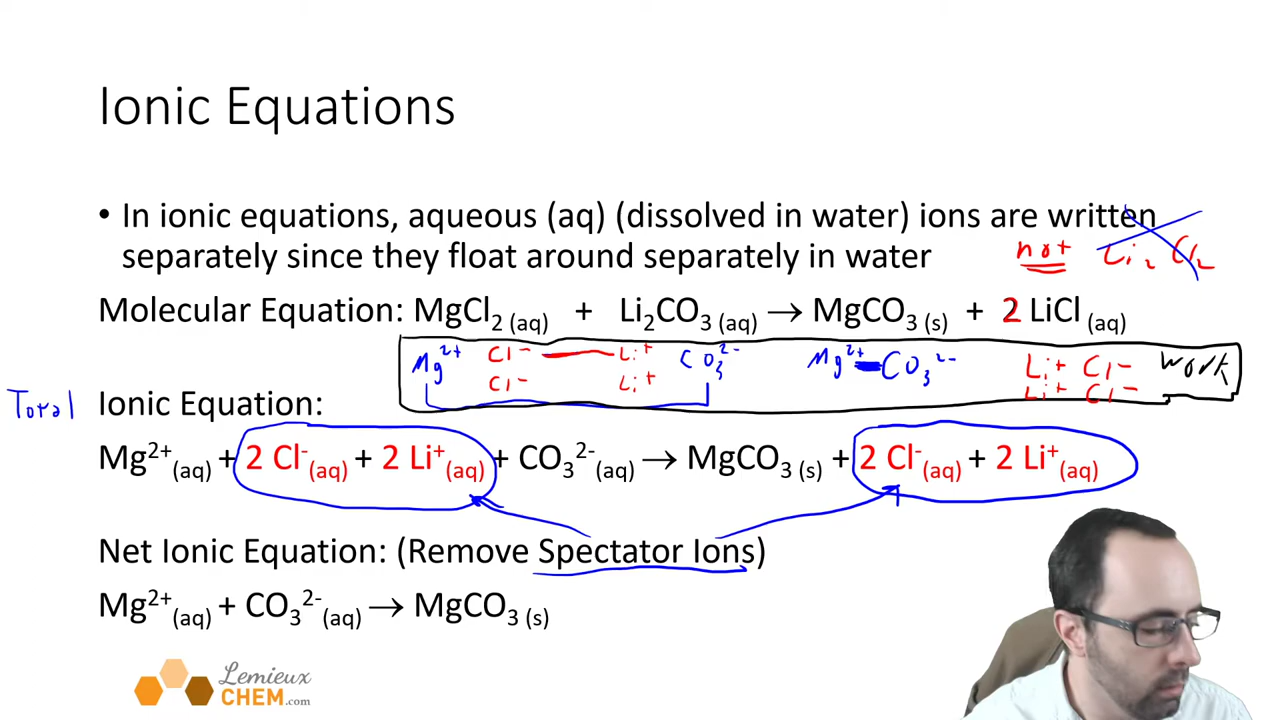 Ionic Equations
• In ionic equations, aqueous (aq) (dissolved in water) ions are written
separately since they float around separately in water
not Li₂ Cl₂
Molecular Equation: MgCl₂ (aq) + Li₂CO₃ (aq) → MgCO₃ (s) + 2 LiCl (aq)
Mg²⁺ Cl⁻ Li⁺ CO₃²⁻ Mg²⁺ CO₃²⁻ Li⁺ Cl⁻ Work
Cl⁻ Li⁺ Li⁺ Cl⁻
Total Ionic Equation:
Mg²⁺(aq) + 2 Cl⁻(aq) + 2 Li⁺(aq) + CO₃²⁻(aq) → MgCO₃ (s) + 2 Cl⁻(aq) + 2 Li⁺(aq)
Net Ionic Equation: (Remove Spectator Ions)
Mg²⁺(aq) + CO₃²⁻(aq) → MgCO₃ (s)
Lemieux
CHEM.com